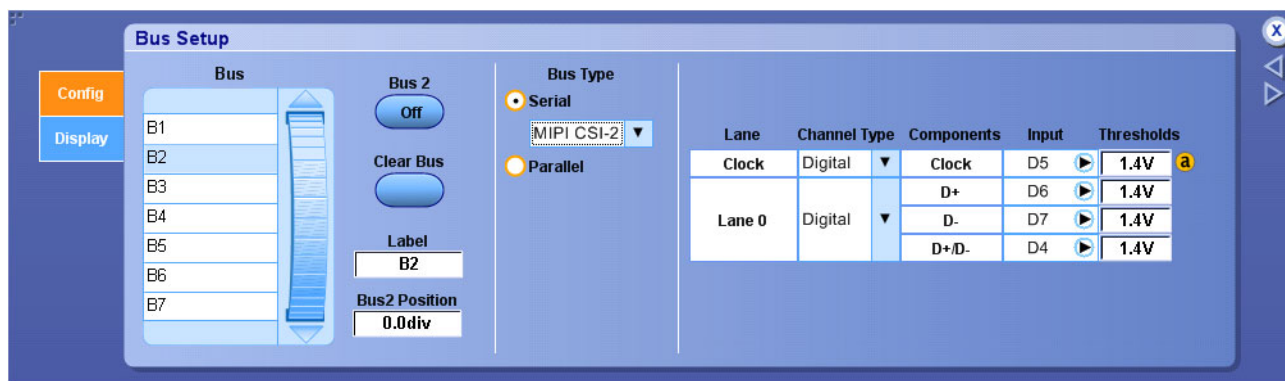 Bus Setup
X
Config
Display
Bus
B1
B2
B3
B4
B5
B6
B7
Bus 2
Off
Clear Bus
Label
B2
Bus2 Position
0.0div
Bus Type
Serial
MIPI CSI-2
Parallel
Lane Channel Type Components Input Thresholds
Clock Digital Clock D5 1.4V a
D+ D6 1.4V
Lane 0 Digital D- D7 1.4V
D+/D- D4 1.4V